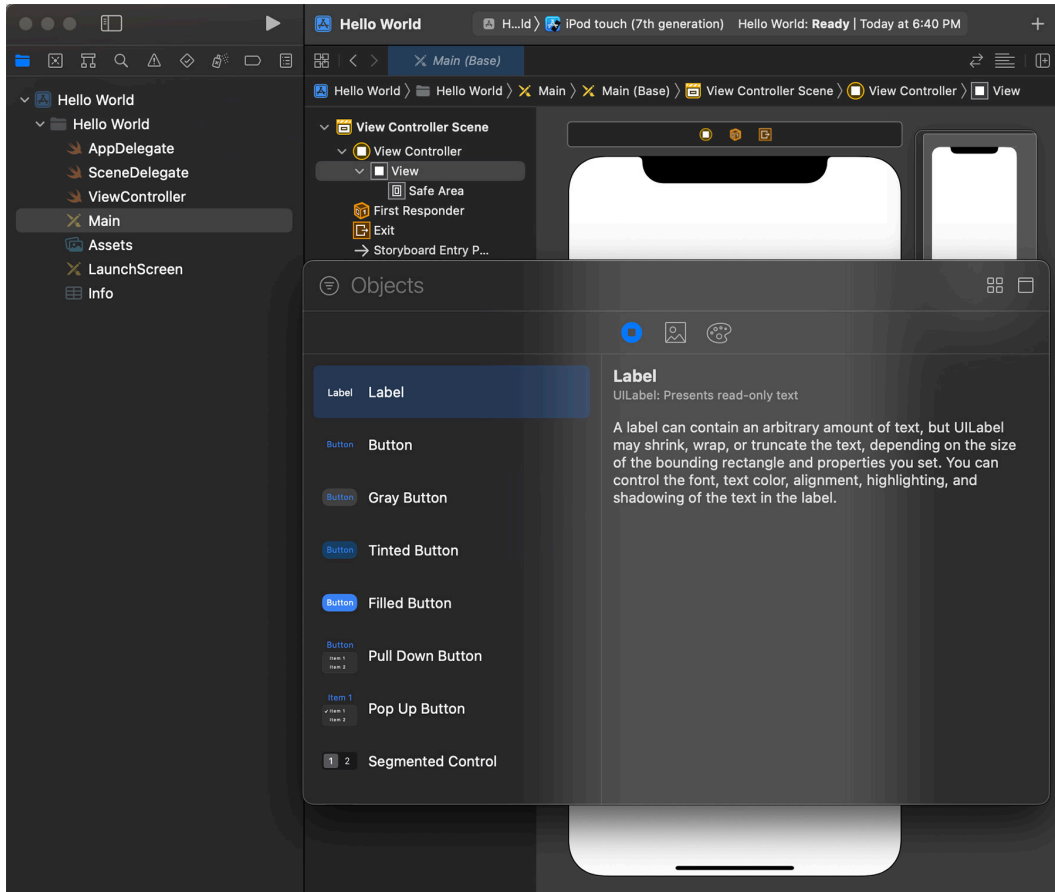 Hello World
H...ld 〉 iPod touch (7th generation) Hello World: Ready | Today at 6:40 PM
Main (Base)
Hello World 〉 Hello World 〉 Main 〉 Main (Base) 〉 View Controller Scene 〉 View Controller 〉 View
Hello World
Hello World
AppDelegate
SceneDelegate
ViewController
Main
Assets
LaunchScreen
Info
View Controller Scene
View Controller
View
Safe Area
First Responder
Exit
Storyboard Entry P...
Objects
Label Label
Button Button
Button Gray Button
Button Tinted Button
Button Filled Button
Button
Item 1
Item 2
Pull Down Button
Item 1
✓ Item 1
Item 2
Pop Up Button
1 2 Segmented Control
Label
UILabel: Presents read-only text
A label can contain an arbitrary amount of text, but UILabel
may shrink, wrap, or truncate the text, depending on the size
of the bounding rectangle and properties you set. You can
control the font, text color, alignment, highlighting, and
shadowing of the text in the label.